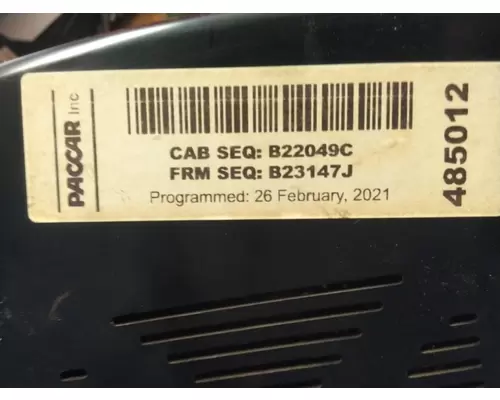 PACCAR Inc
CAB SEQ: B22049C
FRM SEQ: B23147J
Programmed: 26 February, 2021
485012